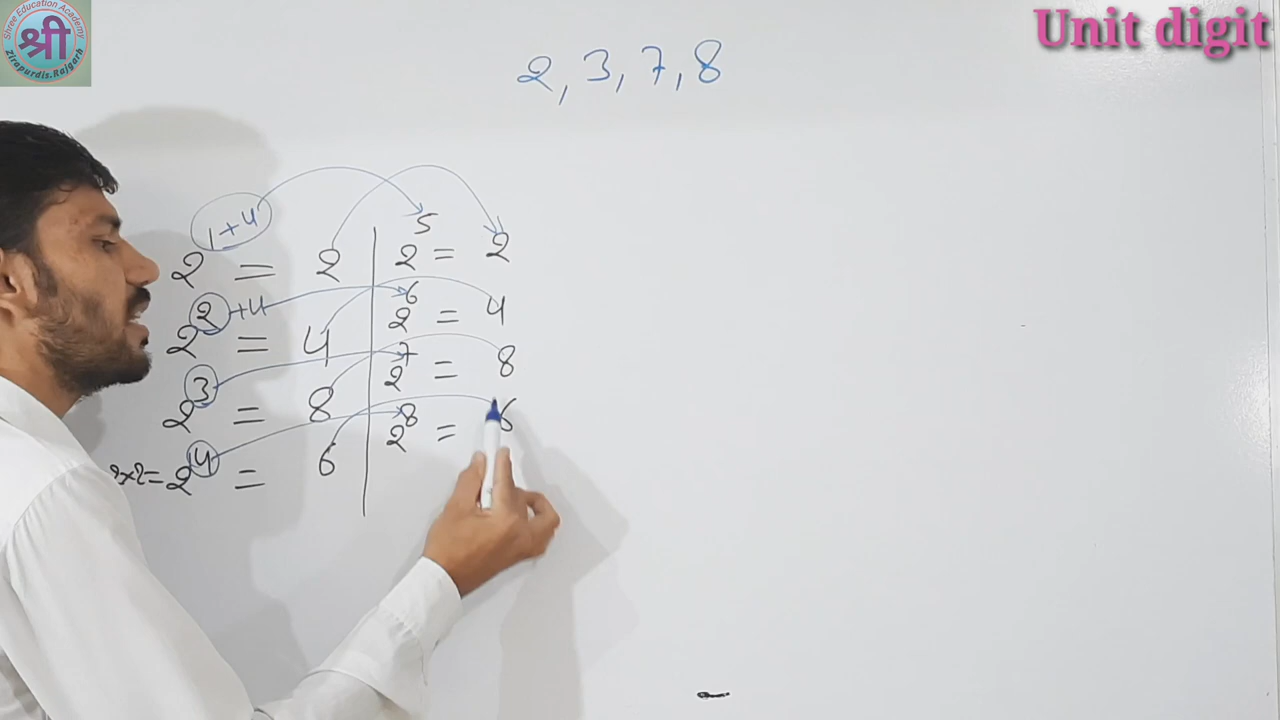 Shree Education Academy
श्री
Zirapur dis. Rajgarh
Unit digit
2, 3, 7, 8
2^1+4 = 2
2^2+4 = 4
2^3 = 8
2×2= 2^4 = 6
2^5 = 2
2^6 = 4
2^7 = 8
2^8 = 6